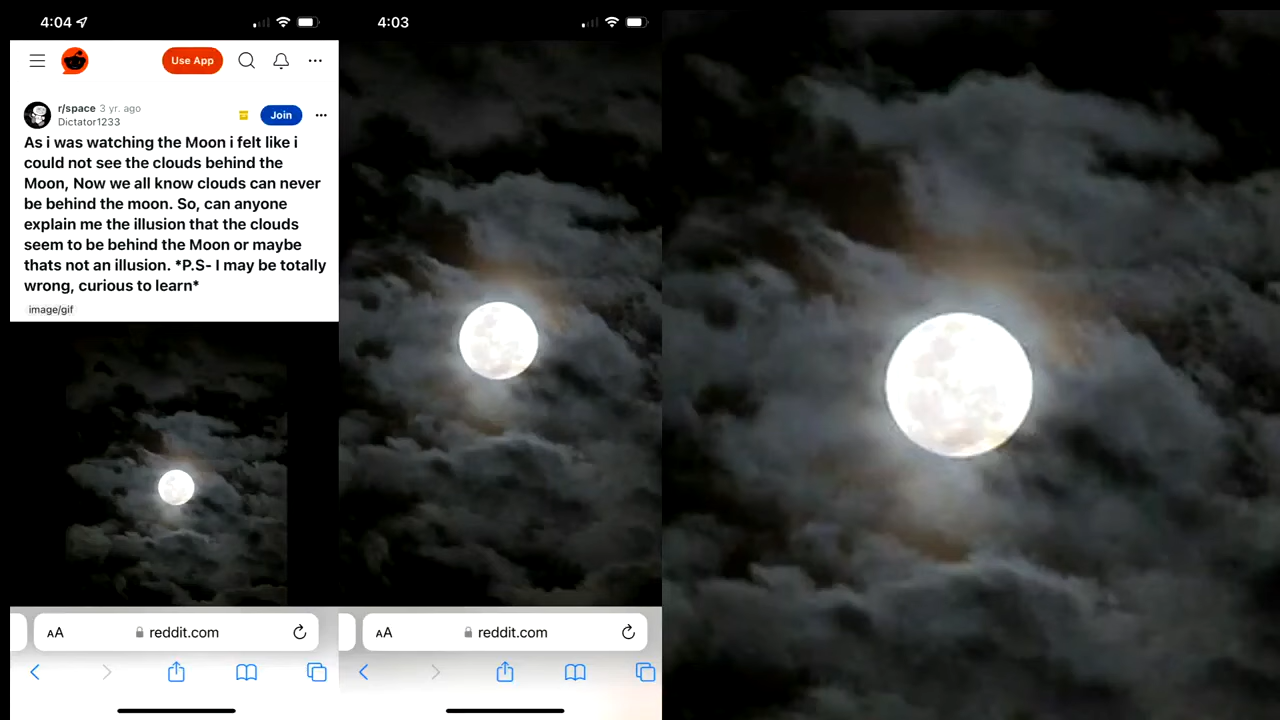 4:04
Use App
r/space 3 yr. ago
Dictator1233
Join
As i was watching the Moon i felt like i
could not see the clouds behind the
Moon, Now we all know clouds can never
be behind the moon. So, can anyone
explain me the illusion that the clouds
seem to be behind the Moon or maybe
thats not an illusion. *P.S- I may be totally
wrong, curious to learn*
image/gif
AA
reddit.com
4:03
AA
reddit.com